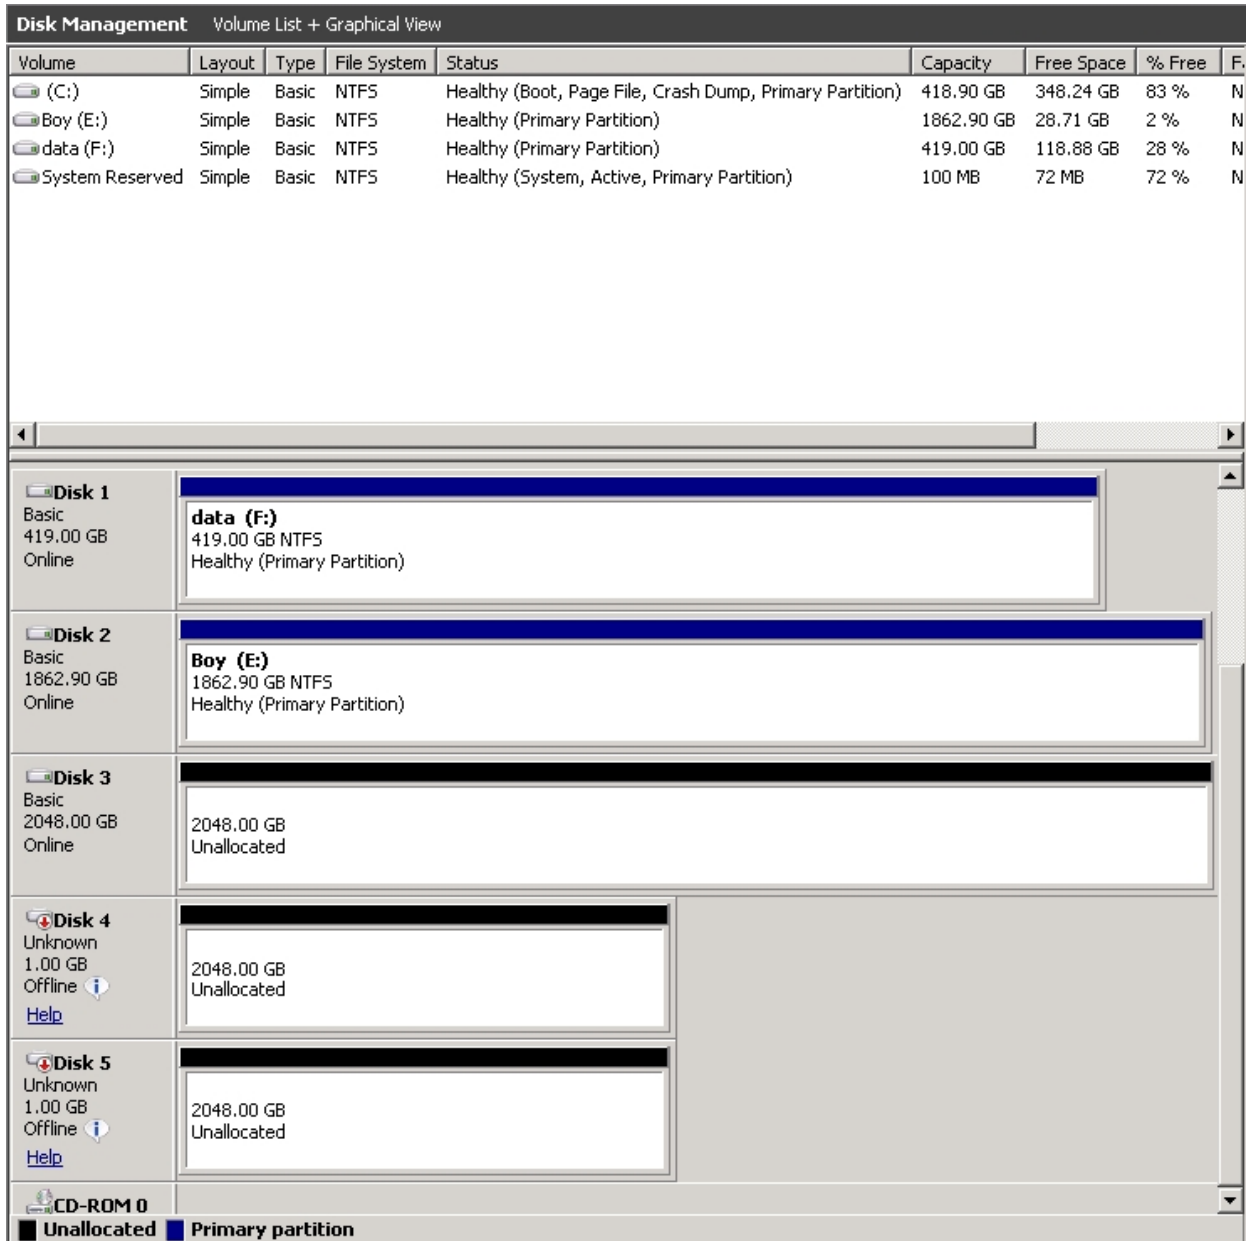 Disk Management Volume List + Graphical View
Volume Layout Type File System Status Capacity Free Space % Free F
(C:) Simple Basic NTFS Healthy (Boot, Page File, Crash Dump, Primary Partition) 418.90 GB 348.24 GB 83 % N
Boy (E:) Simple Basic NTFS Healthy (Primary Partition) 1862.90 GB 28.71 GB 2 % N
data (F:) Simple Basic NTFS Healthy (Primary Partition) 419.00 GB 118.88 GB 28 % N
System Reserved Simple Basic NTFS Healthy (System, Active, Primary Partition) 100 MB 72 MB 72 % N
Disk 1
Basic
419.00 GB
Online
data (F:)
419.00 GB NTFS
Healthy (Primary Partition)
Disk 2
Basic
1862.90 GB
Online
Boy (E:)
1862.90 GB NTFS
Healthy (Primary Partition)
Disk 3
Basic
2048.00 GB
Online
2048.00 GB
Unallocated
Disk 4
Unknown
1.00 GB
Offline
Help
2048.00 GB
Unallocated
Disk 5
Unknown
1.00 GB
Offline
Help
2048.00 GB
Unallocated
CD-ROM 0
Unallocated Primary partition